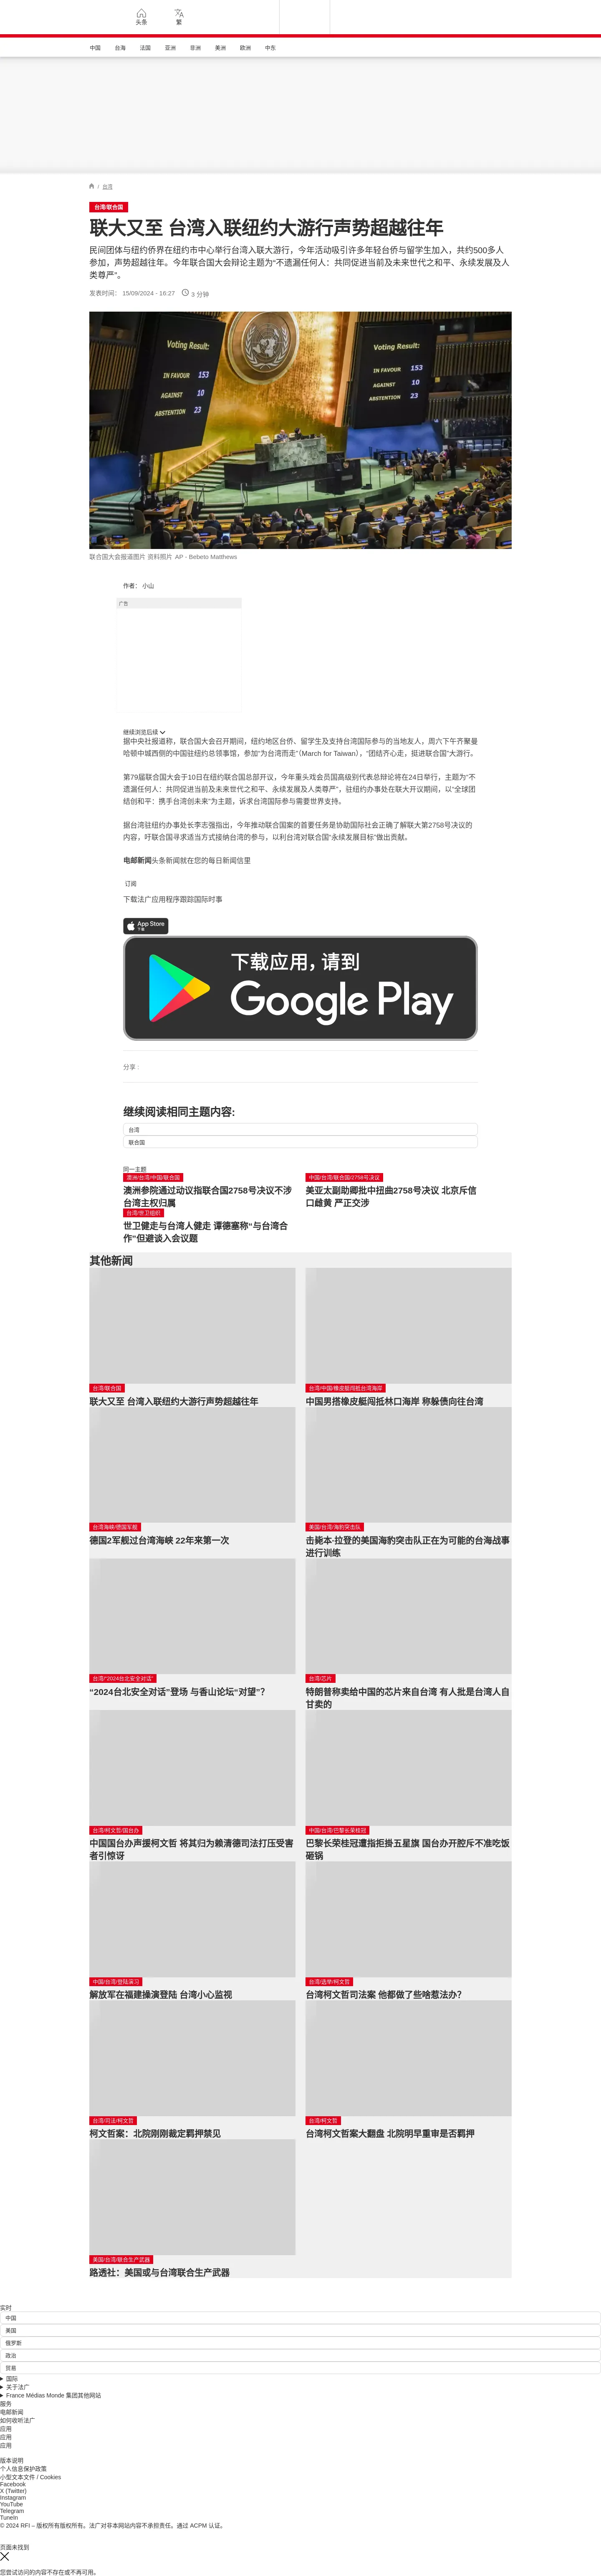 头条
繁
中国
台海
法国
亚洲
非洲
美洲
欧洲
中东
/ 台湾
台湾/联合国
联大又至 台湾入联纽约大游行声势超越往年
民间团体与纽约侨界在纽约市中心举行台湾入联大游行，今年活动吸引许多年轻台侨与留学生加入，共约500多人
参加，声势超越往年。今年联合国大会辩论主题为“不遗漏任何人：共同促进当前及未来世代之和平、永续发展及人
类尊严”。
发表时间： 15/09/2024 - 16:27 3 分钟
Voting Result:
IN FAVOUR 153
AGAINST 10
ABSTENTION 23
Voting Result:
IN FAVOUR 153
AGAINST 10
ABSTENTION 23
联合国大会报道图片 资料照片 AP - Bebeto Matthews
作者： 小山
广告
继续浏览后续
据中央社报道称，联合国大会召开期间，纽约地区台侨、留学生及支持台湾国际参与的当地友人，周六下午齐聚曼
哈顿中城西侧的中国驻纽约总领事馆，参加“为台湾而走”（March for Taiwan），“团结齐心走，挺进联合国”大游行。
第79届联合国大会于10日在纽约联合国总部开议，今年重头戏会员国高级别代表总辩论将在24日举行，主题为“不
遗漏任何人：共同促进当前及未来世代之和平、永续发展及人类尊严”，驻纽约办事处在联大开议期间，以“全球团
结创和平：携手台湾创未来”为主题，诉求台湾国际参与需要世界支持。
据台湾驻纽约办事处长李志强指出，今年推动联合国案的首要任务是协助国际社会正确了解联大第2758号决议的
内容，吁联合国寻求适当方式接纳台湾的参与，以利台湾对联合国“永续发展目标”做出贡献。
电邮新闻头条新闻就在您的每日新闻信里
订阅
下载法广应用程序跟踪国际时事
App Store
下载
下载应用，请到
Google Play
分享 :
继续阅读相同主题内容:
台湾
联合国
同一主题
澳洲/台湾/中国/联合国
澳洲参院通过动议指联合国2758号决议不涉
台湾主权归属
中国/台湾/联合国/2758号决议
美亚太副助卿批中扭曲2758号决议 北京斥信
口雌黄 严正交涉
台湾/世卫组织
世卫健走与台湾人健走 谭德塞称“与台湾合
作”但避谈入会议题
其他新闻
台湾/联合国
联大又至 台湾入联纽约大游行声势超越往年
台湾/中国/橡皮艇闯抵台湾海岸
中国男搭橡皮艇闯抵林口海岸 称躲债向往台湾
台湾海峡/德国军舰
德国2军舰过台湾海峡 22年来第一次
美国/台湾/海豹突击队
击毙本·拉登的美国海豹突击队正在为可能的台海战事
进行训练
台湾/“2024台北安全对话”
“2024台北安全对话”登场 与香山论坛“对望”？
台湾/芯片
特朗普称卖给中国的芯片来自台湾 有人批是台湾人自
甘卖的
台湾/柯文哲/国台办
中国国台办声援柯文哲 将其归为赖清德司法打压受害
者引惊讶
中国/台湾/巴黎长荣桂冠
巴黎长荣桂冠遭指拒掛五星旗 国台办开腔斥不准吃饭
砸锅
中国/台湾/登陆演习
解放军在福建操演登陆 台湾小心监视
台湾/选举/柯文哲
台湾柯文哲司法案 他都做了些啥惹法办？
台湾/司法/柯文哲
柯文哲案：北院刚刚裁定羁押禁见
台湾/柯文哲
台湾柯文哲案大翻盘 北院明早重审是否羁押
美国/台湾/联合生产武器
路透社：美国或与台湾联合生产武器
实时
中国
美国
俄罗斯
政治
贸易
国际
关于法广
France Médias Monde 集团其他网站
服务
电邮新闻
如何收听法广
应用
应用
应用
版本说明
个人信息保护政策
小型文本文件 / Cookies
Facebook
X (Twitter)
Instagram
YouTube
Telegram
TuneIn
© 2024 RFI – 版权所有版权所有。法广对非本网站内容不承担责任。通过 ACPM 认证。
页面未找到
您尝试访问的内容不存在或不再可用。